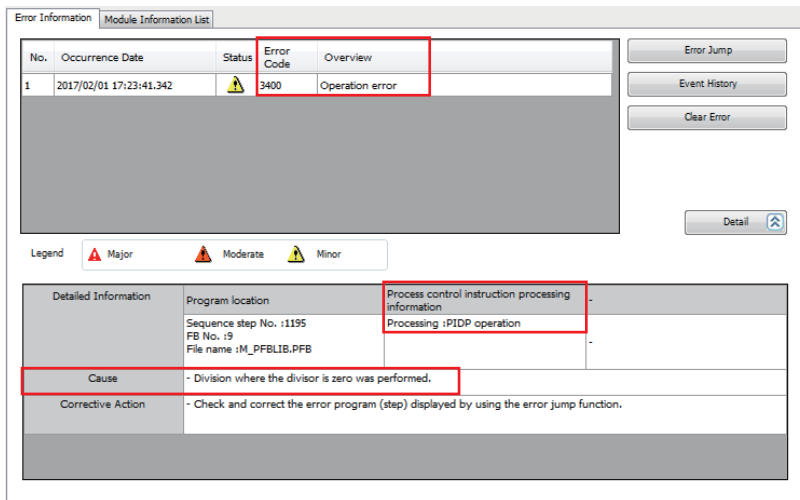 Error Information Module Information List
No. Occurrence Date Status Error Code Overview
1 2017/02/01 17:23:41.342 3400 Operation error
Error Jump
Event History
Clear Error
Detail
Legend Major Moderate Minor
Detailed Information Program location Process control instruction processing information -
Sequence step No. :1195 Processing :PIDP operation -
FB No. :9
File name :M_PFBLIB.PFB
Cause - Division where the divisor is zero was performed.
Corrective Action - Check and correct the error program (step) displayed by using the error jump function.